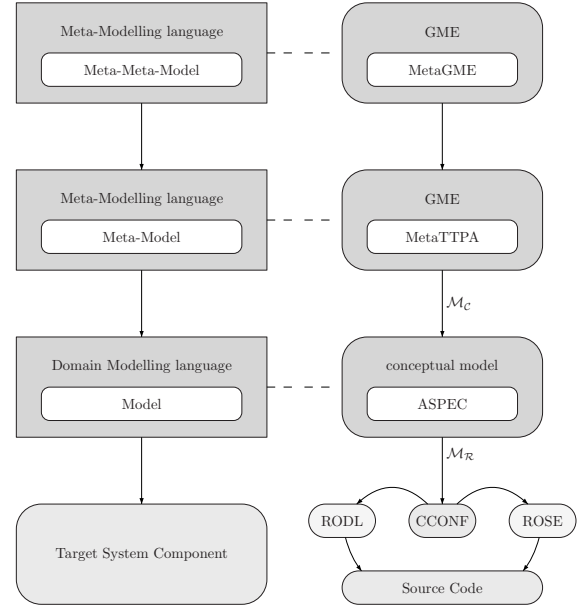 Meta-Modelling language
GME
Meta-Meta-Model
MetaGME
Meta-Modelling language
GME
Meta-Model
MetaTTPA
ℳ𝒞
Domain Modelling language
conceptual model
Model
ASPEC
ℳℛ
RODL
CCONF
ROSE
Target System Component
Source Code